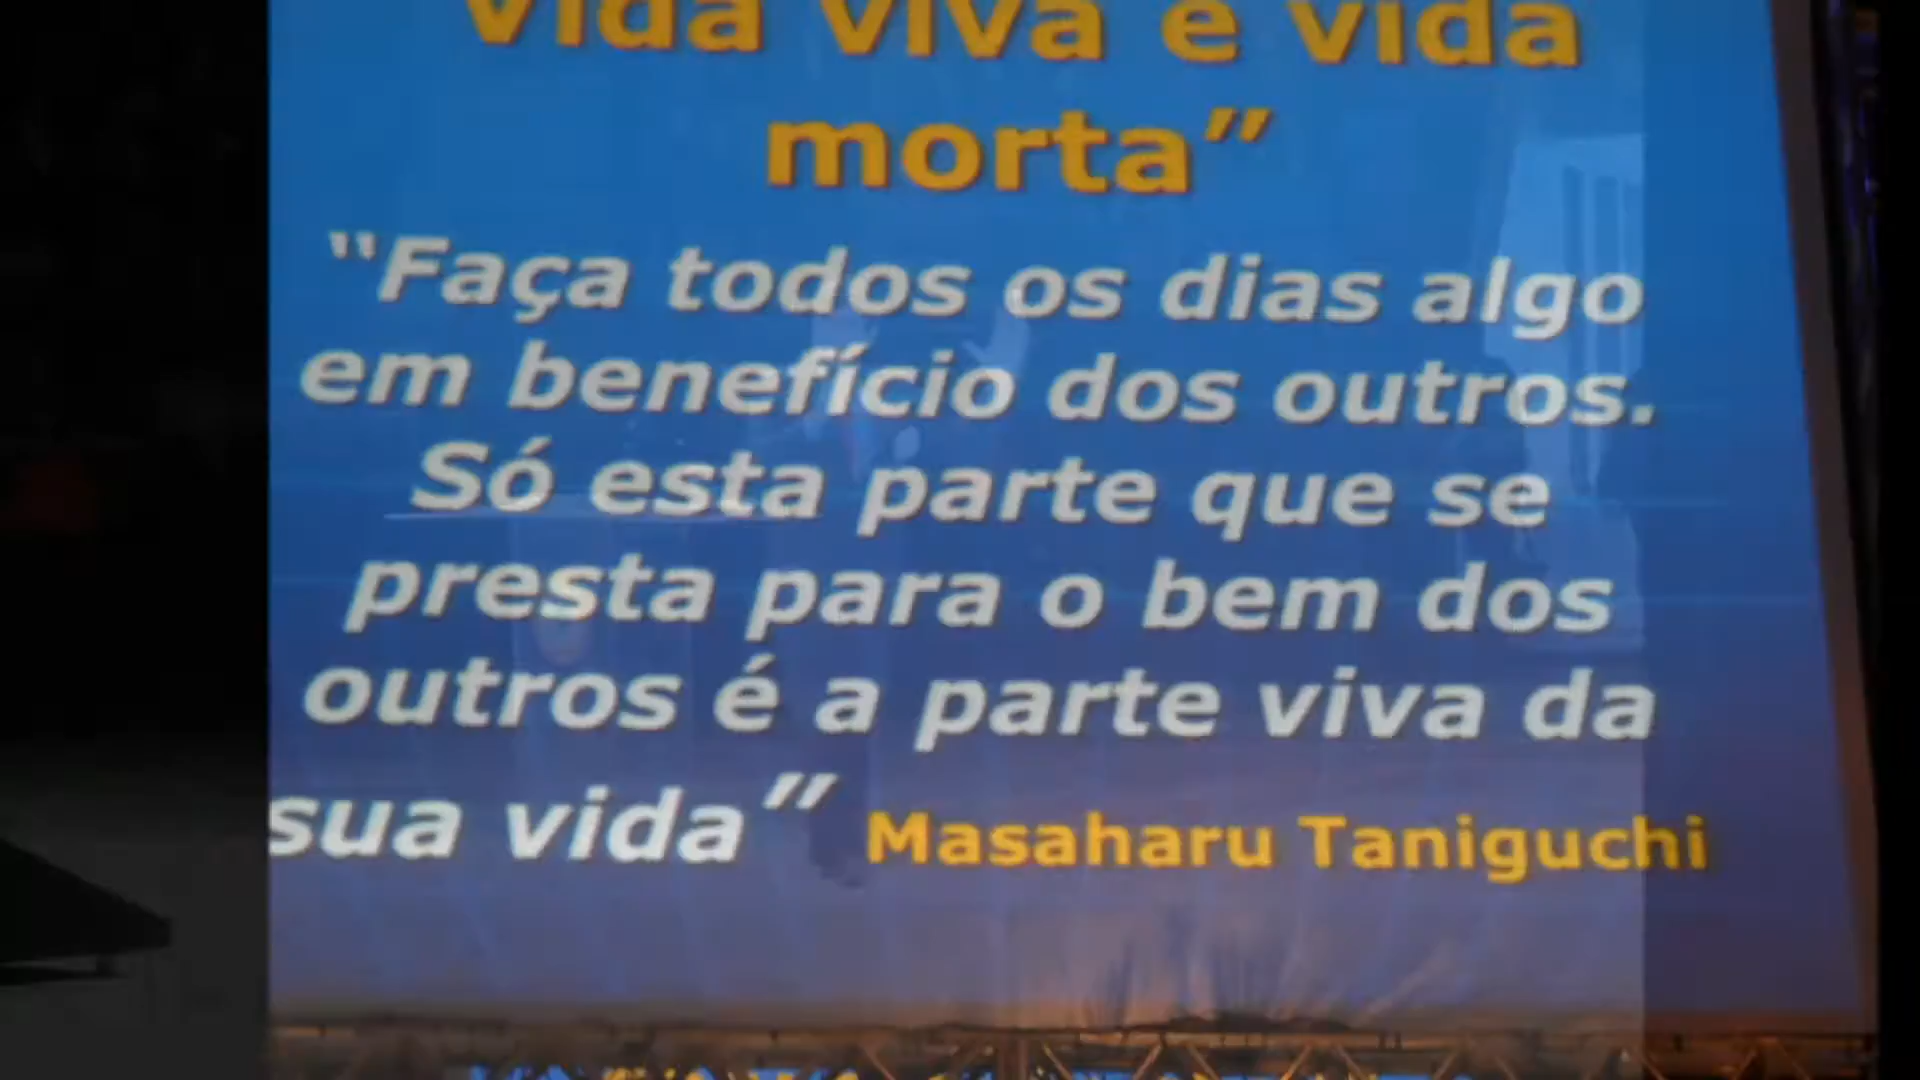 Vida viva e vida
morta”
“Faça todos os dias algo
em benefício dos outros.
Só esta parte que se
presta para o bem dos
outros é a parte viva da
sua vida” Masaharu Taniguchi